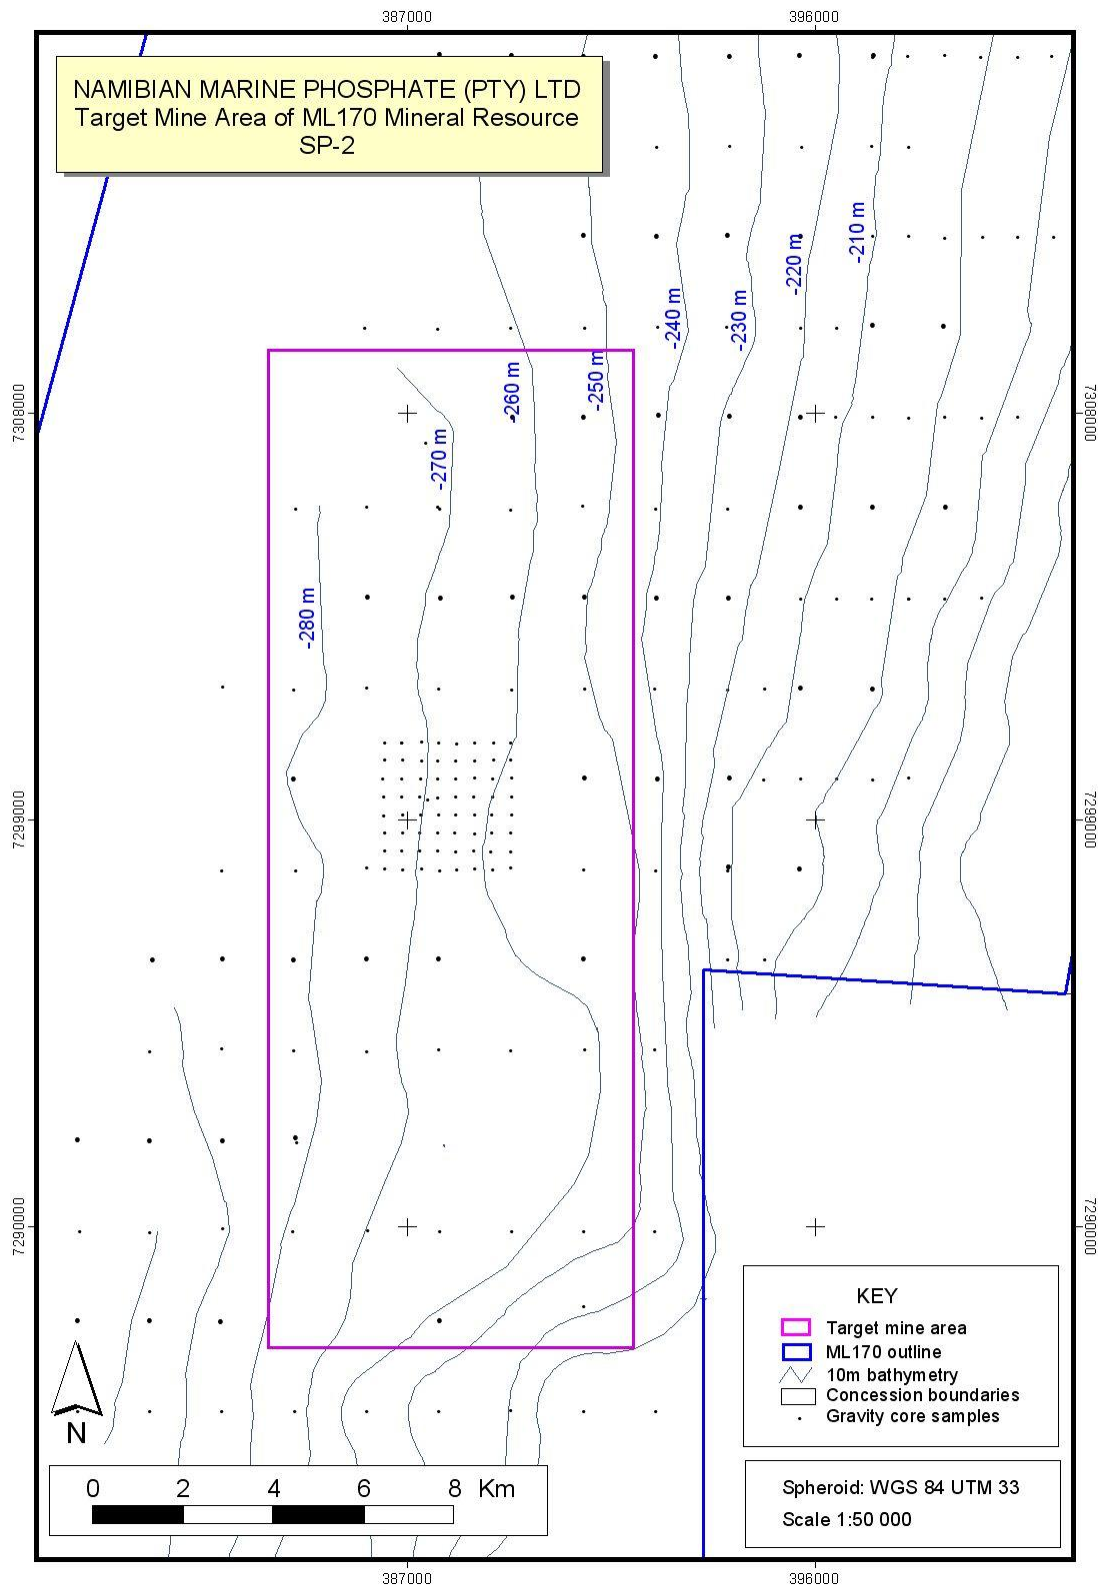 387000
396000
NAMIBIAN MARINE PHOSPHATE (PTY) LTD
Target Mine Area of ML170 Mineral Resource
SP-2
-210 m
-220 m
-230 m
-240 m
-250 m
-260 m
-270 m
-280 m
7308000
7308000
7299000
7299000
7290000
7290000
KEY
Target mine area
ML170 outline
10m bathymetry
Concession boundaries
Gravity core samples
N
0 2 4 6 8 Km
Spheroid: WGS 84 UTM 33
Scale 1:50 000
387000
396000